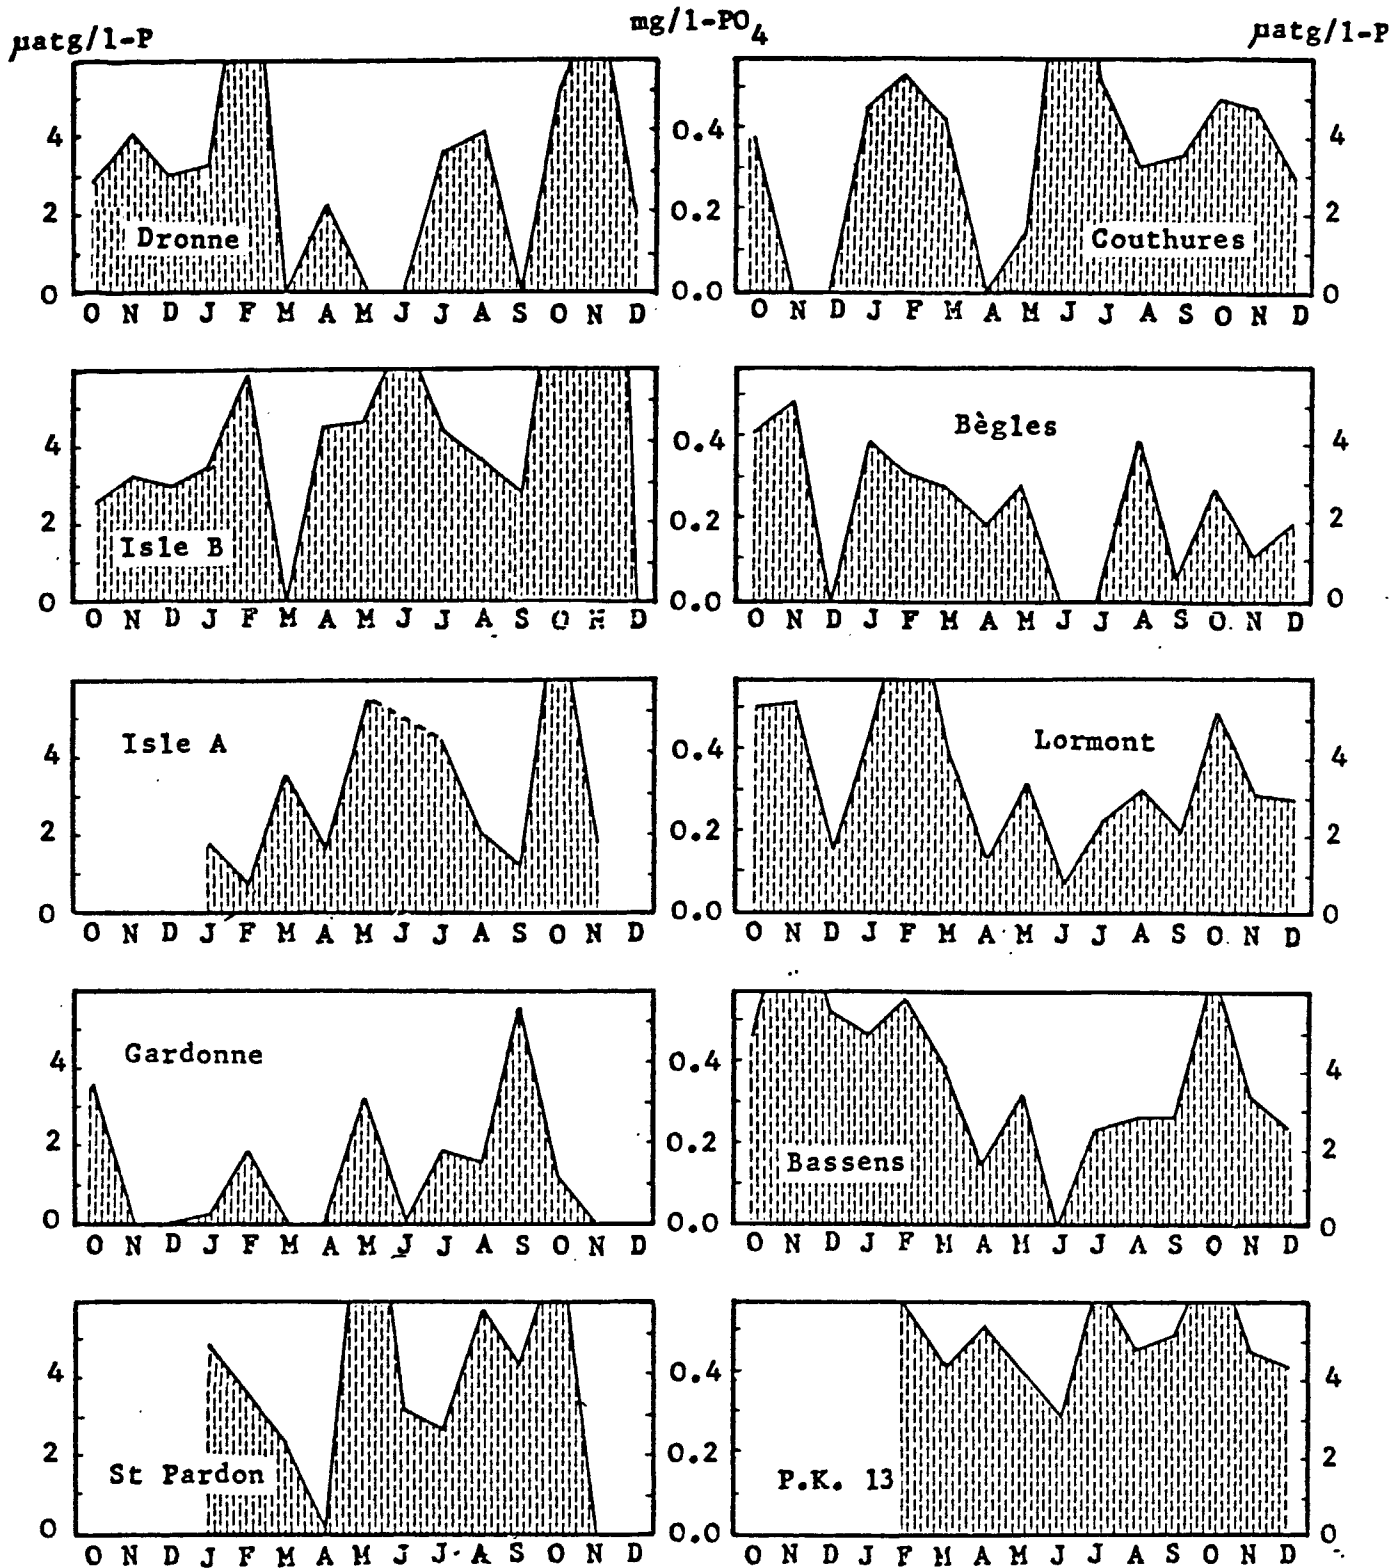 µatg/l-P mg/l-PO4 µatg/l-P
4
2
0
Dronne
O N D J F M A M J J A S O N D
0.4
0.2
0.0
Couthures
4
2
0
O N D J F M A M J J A S O N D
4
2
0
Isle B
O N D J F M A M J J A S O N D
0.4
0.2
0.0
Bègles
4
2
0
O N D J F M A M J J A S O N D
4
2
0
Isle A
O N D J F M A M J J A S O N D
0.4
0.2
0.0
Lormont
4
2
0
O N D J F M A M J J A S O N D
4
2
0
Gardonne
O N D J F M A M J J A S O N D
0.4
0.2
0.0
Bassens
4
2
0
O N D J F M A M J J A S O N D
4
2
0
St Pardon
O N D J F M A M J J A S O N D
0.4
0.2
0.0
P.K. 13
4
2
0
O N D J F M A M J J A S O N D